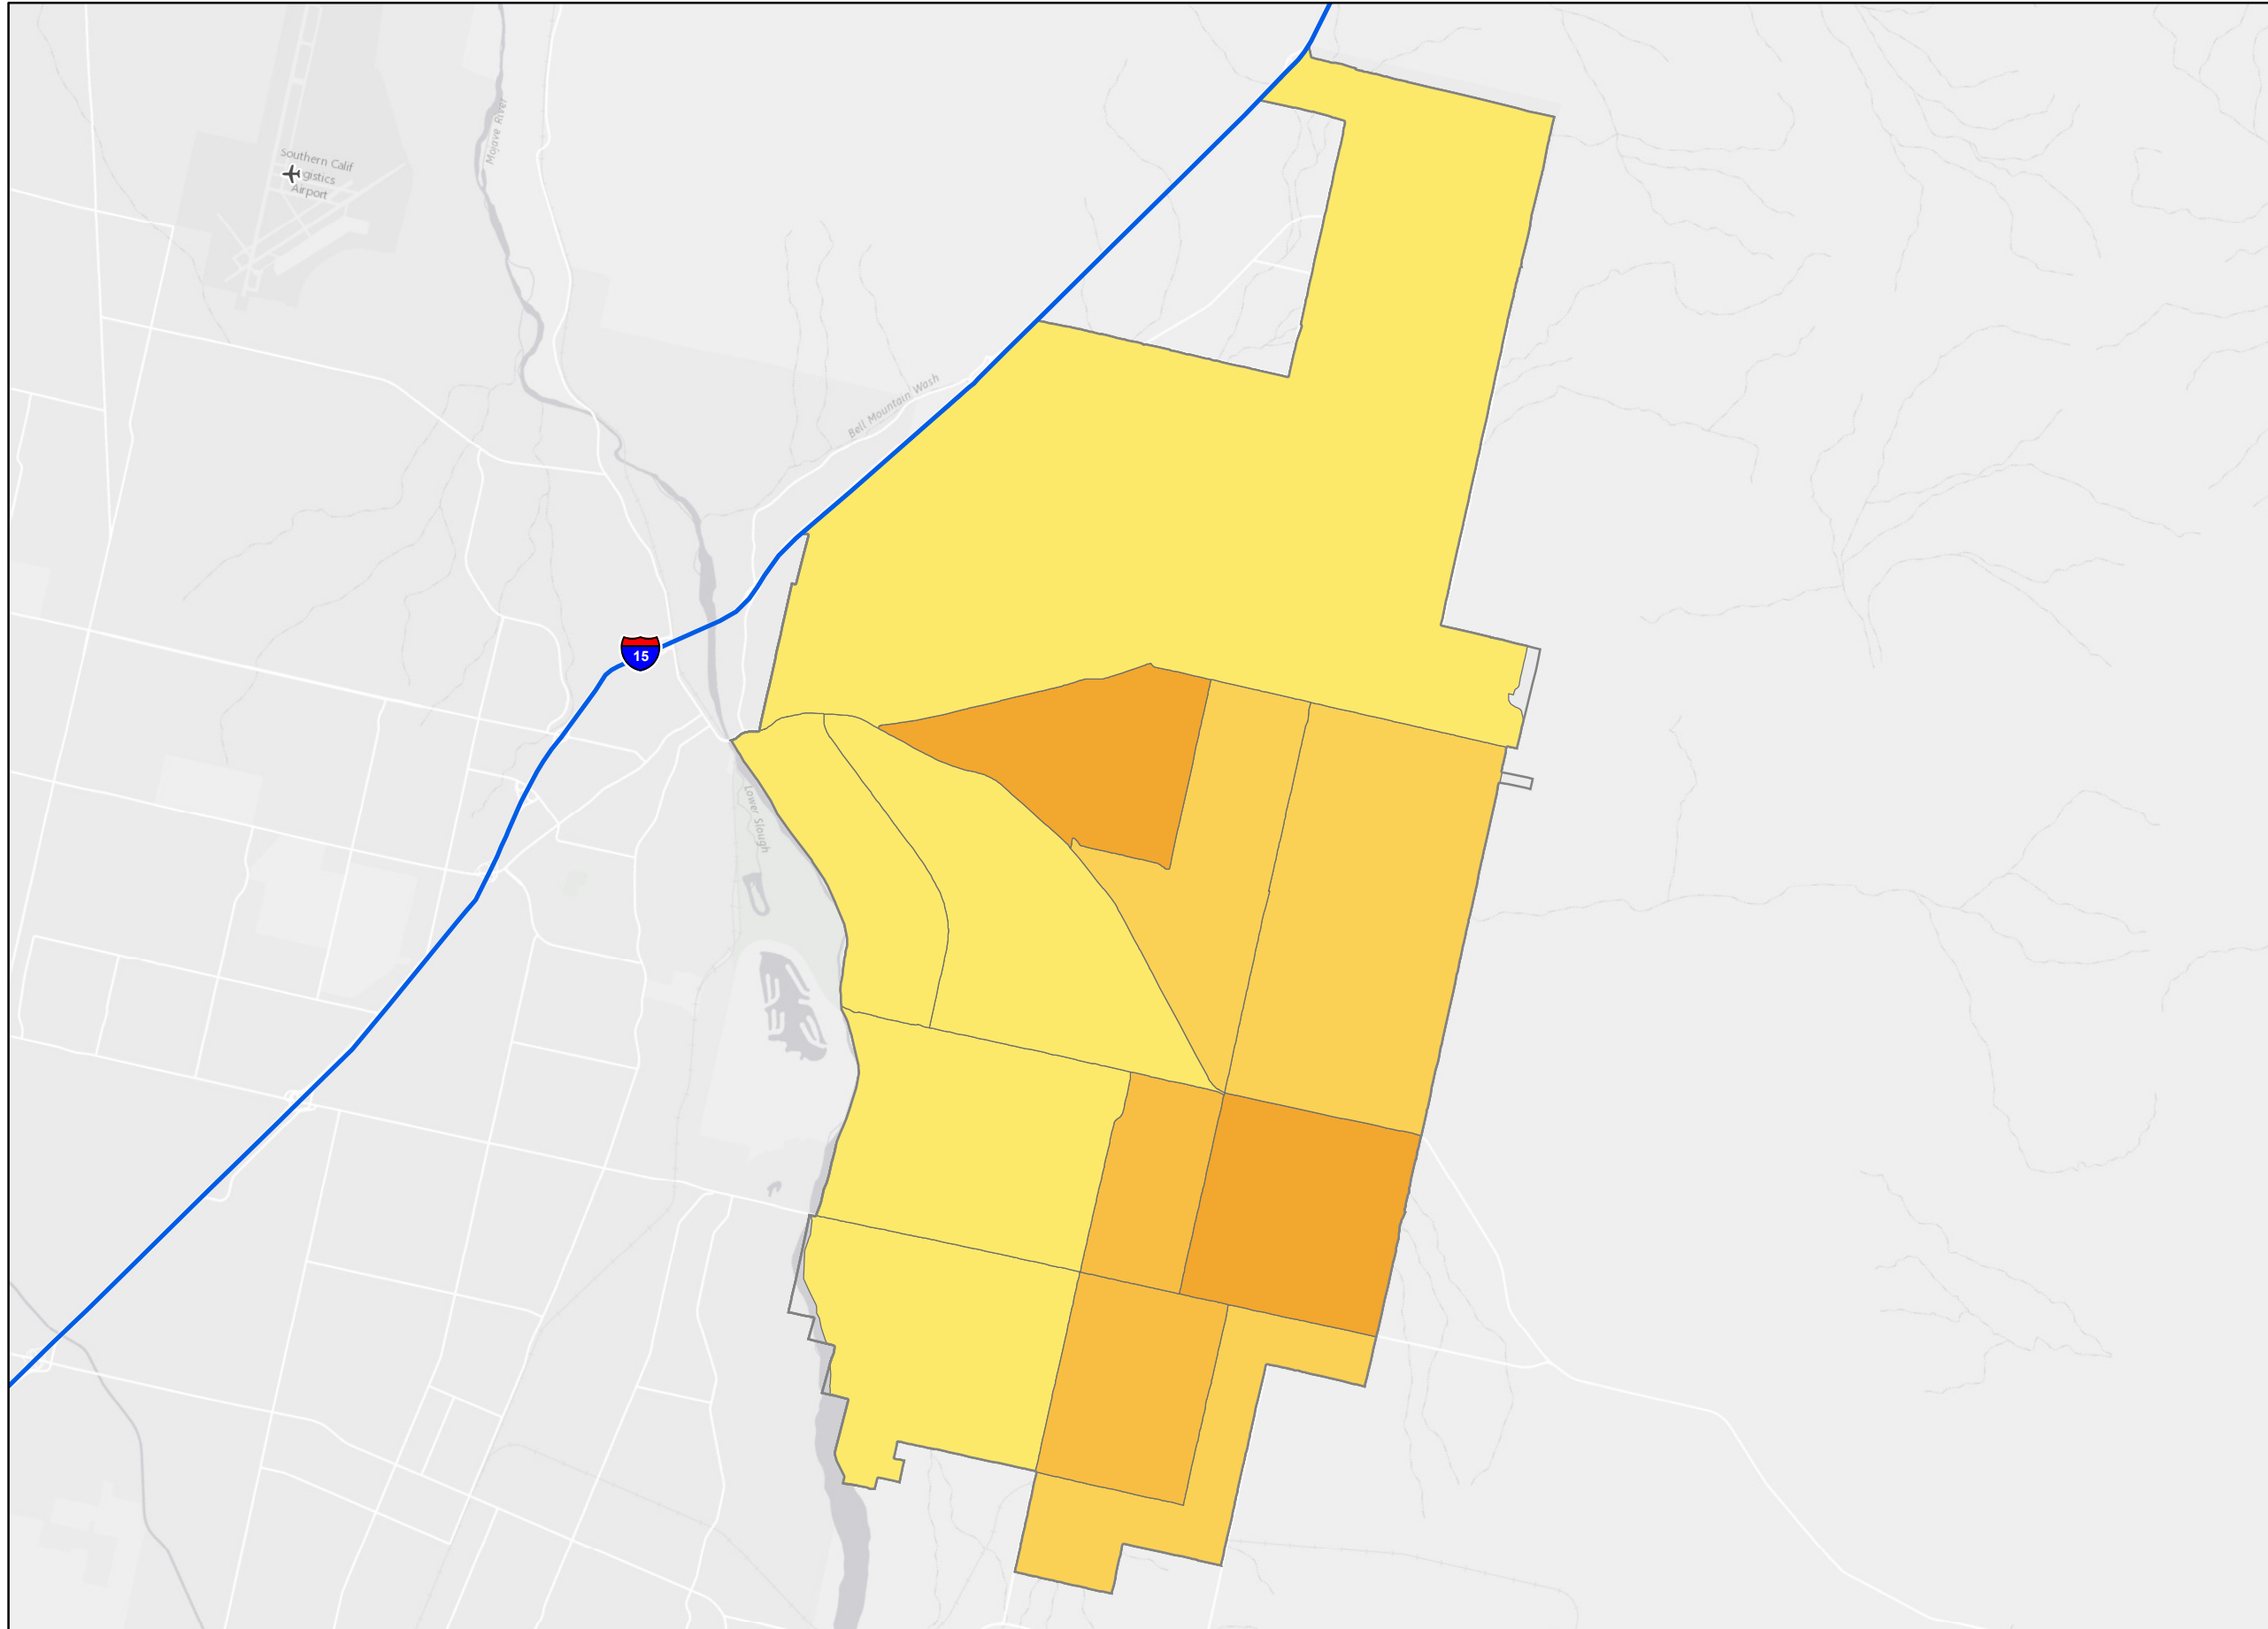 Mojave River
Southern Calif
gistics
Airport
Bell Mountain Wash
15
Lower Slough